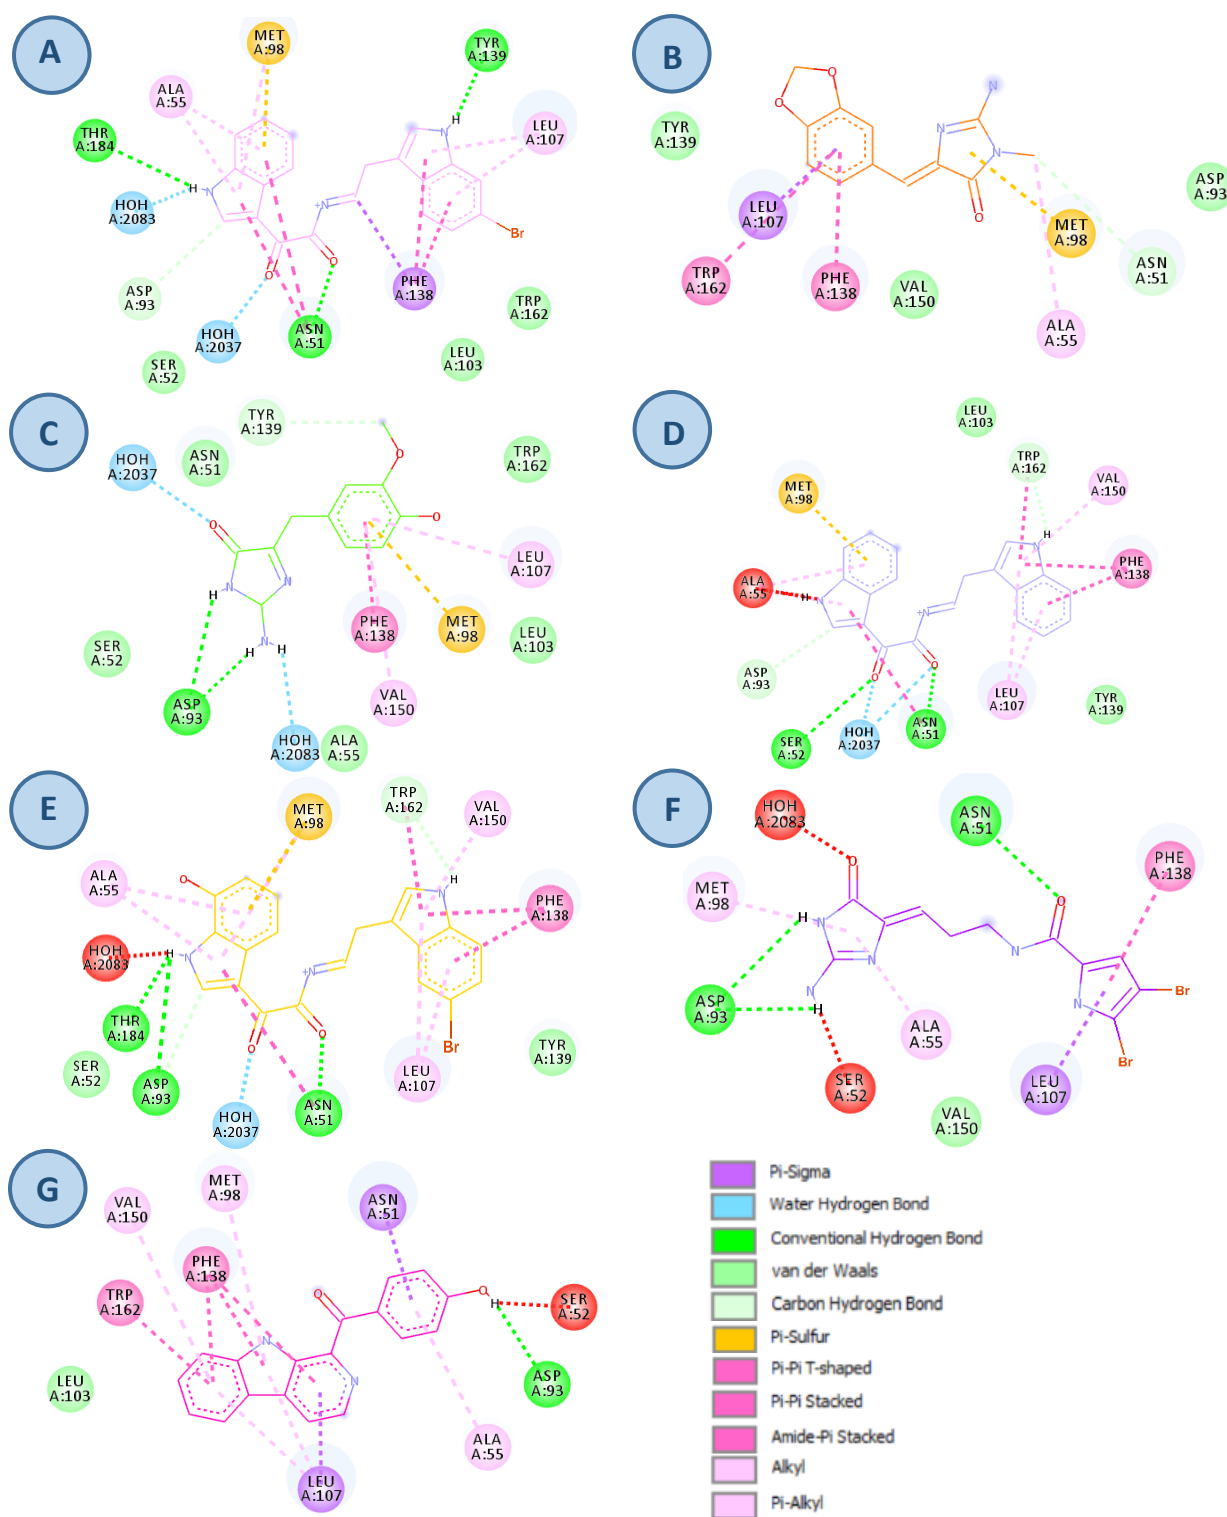 A
MET
A:98
TYR
A:139
ALA
A:55
LEU
A:107
THR
A:184
H
N
H
N
HOH
A:2083
+N
Br
O
O
ASP
A:93
PHE
A:138
TRP
A:162
HOH
A:2037
ASN
A:51
LEU
A:103
SER
A:52
B
O
N
O
N
N
O
TYR
A:139
ASP
A:93
LEU
A:107
MET
A:98
TRP
A:162
PHE
A:138
VAL
A:150
ASN
A:51
ALA
A:55
C
TYR
A:139
HOH
A:2037
ASN
A:51
TRP
A:162
O
O
O
LEU
A:107
N
N
H
N
H
H
PHE
A:138
MET
A:98
LEU
A:103
SER
A:52
ASP
A:93
VAL
A:150
HOH
A:2083
ALA
A:55
D
LEU
A:103
TRP
A:162
VAL
A:150
MET
A:98
H
N
PHE
A:138
ALA
A:55
H
N
+N
O
O
ASP
A:93
LEU
A:107
TYR
A:139
SER
A:52
HOH
A:2037
ASN
A:51
E
MET
A:98
TRP
A:162
VAL
A:150
ALA
A:55
O
H
N
PHE
A:138
HOH
A:2083
H
N
+N
THR
A:184
O
O
Br
TYR
A:139
SER
A:52
ASP
A:93
LEU
A:107
HOH
A:2037
ASN
A:51
F
HOH
A:2083
ASN
A:51
PHE
A:138
MET
A:98
O
O
H
N
N
N
N
N
H
Br
Br
ASP
A:93
ALA
A:55
SER
A:52
LEU
A:107
VAL
A:150
G
MET
A:98
VAL
A:150
ASN
A:51
PHE
A:138
TRP
A:162
O
O
H
SER
A:52
N
N
LEU
A:103
ASP
A:93
ALA
A:55
LEU
A:107
Pi-Sigma
Water Hydrogen Bond
Conventional Hydrogen Bond
van der Waals
Carbon Hydrogen Bond
Pi-Sulfur
Pi-Pi T-shaped
Pi-Pi Stacked
Amide-Pi Stacked
Alkyl
Pi-Alkyl